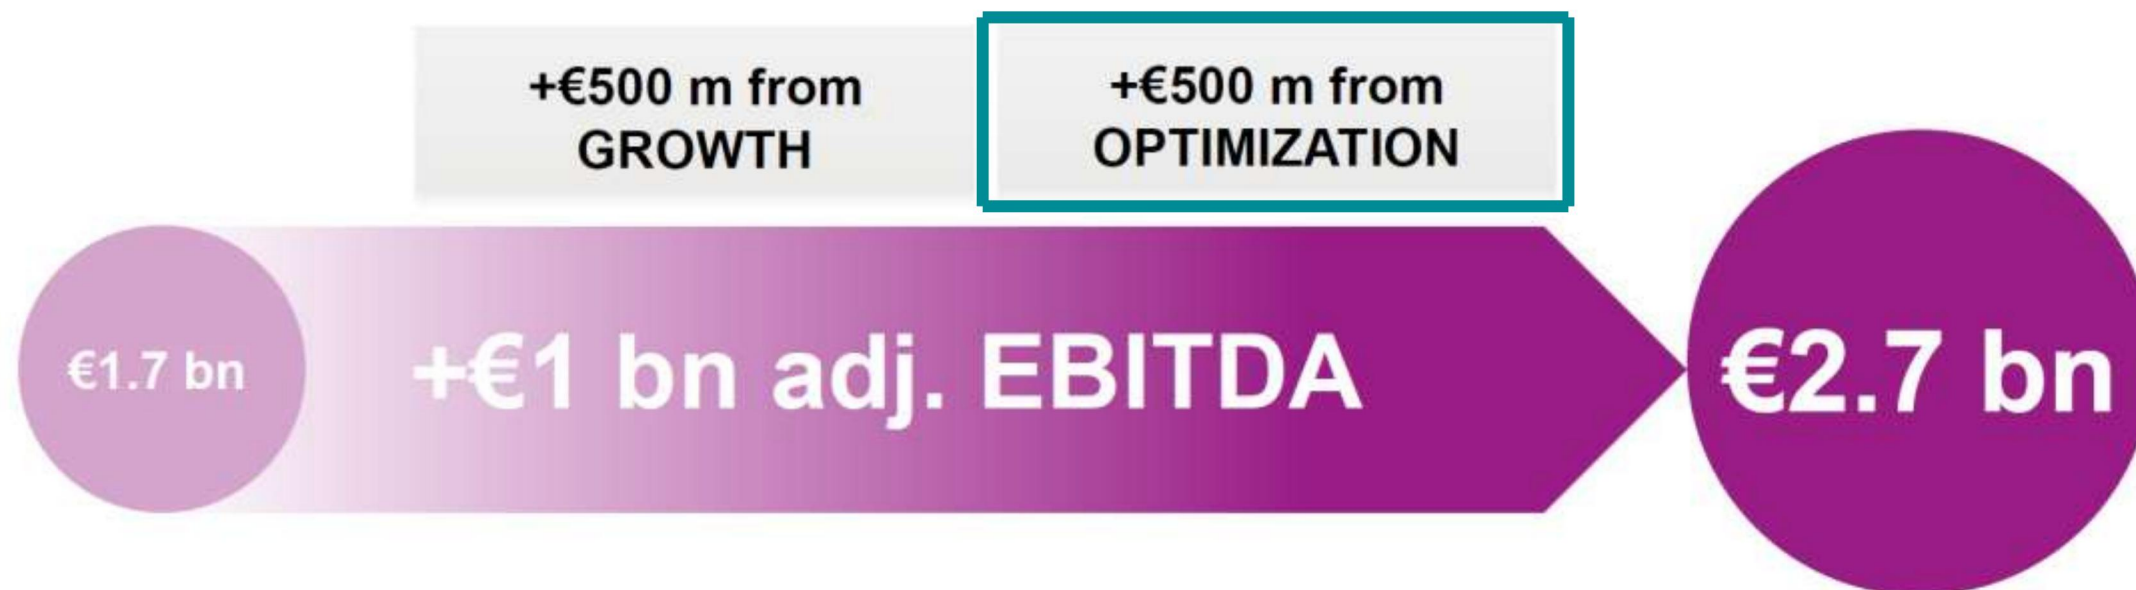 +€500 m from
GROWTH
+€500 m from
OPTIMIZATION
€1.7 bn
+€1 bn adj. EBITDA
€2.7 bn